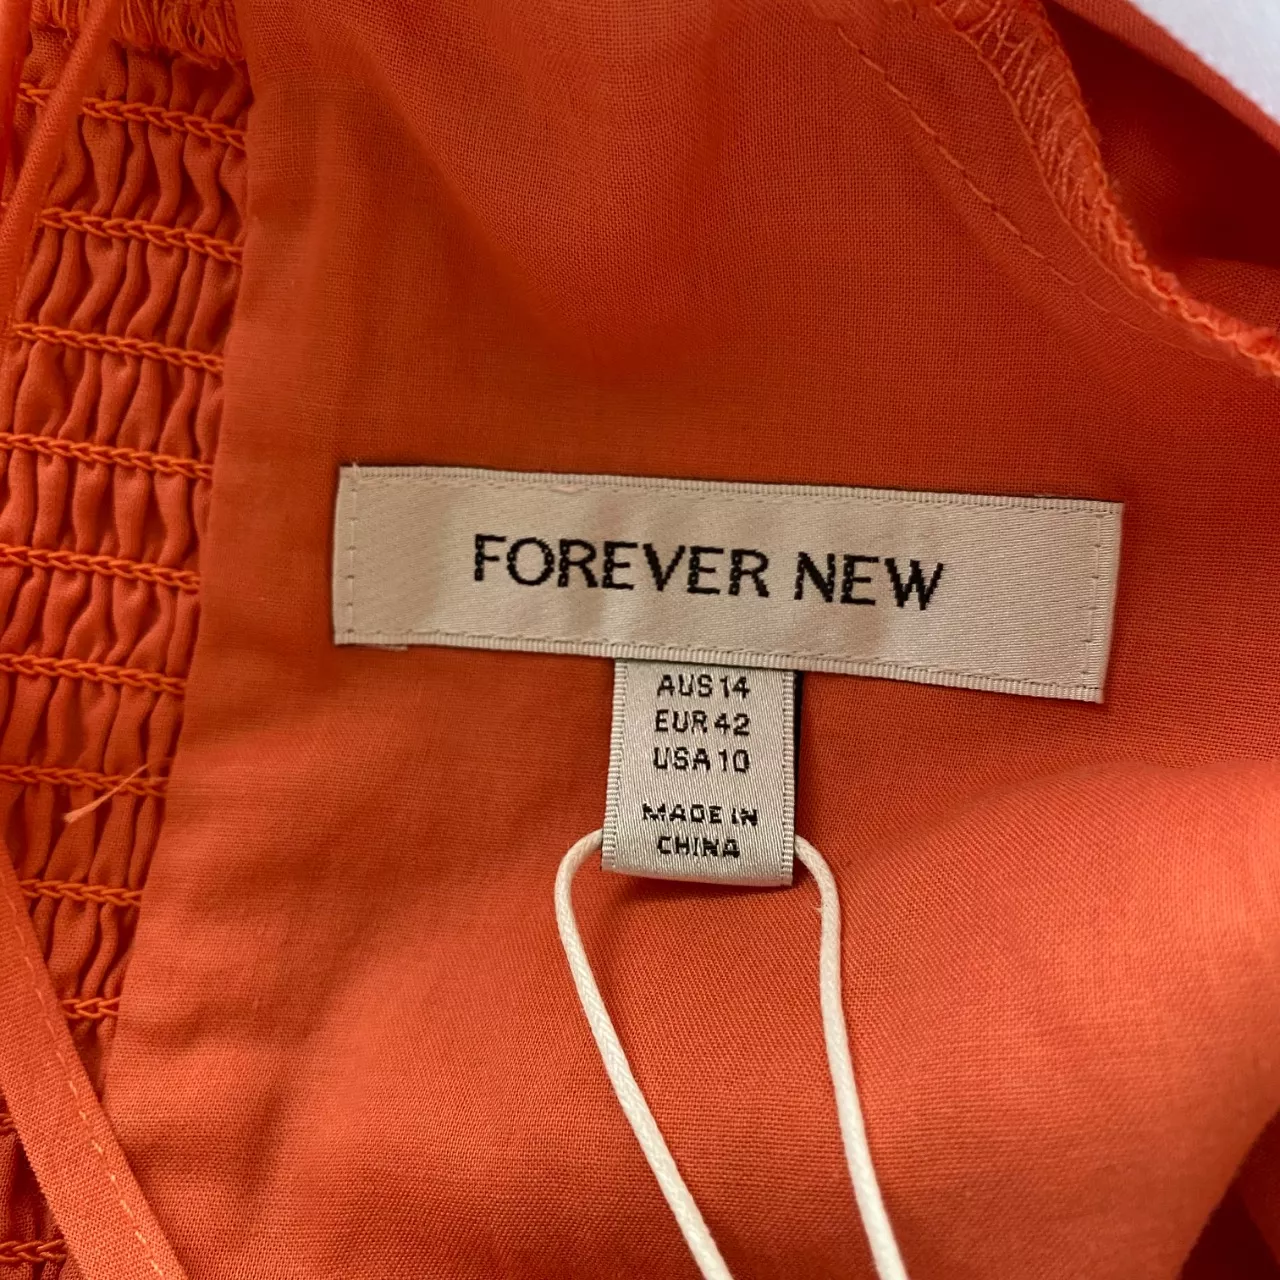 FOREVER NEW
AUS 14
EUR 42
USA 10
MADE IN
CHINA